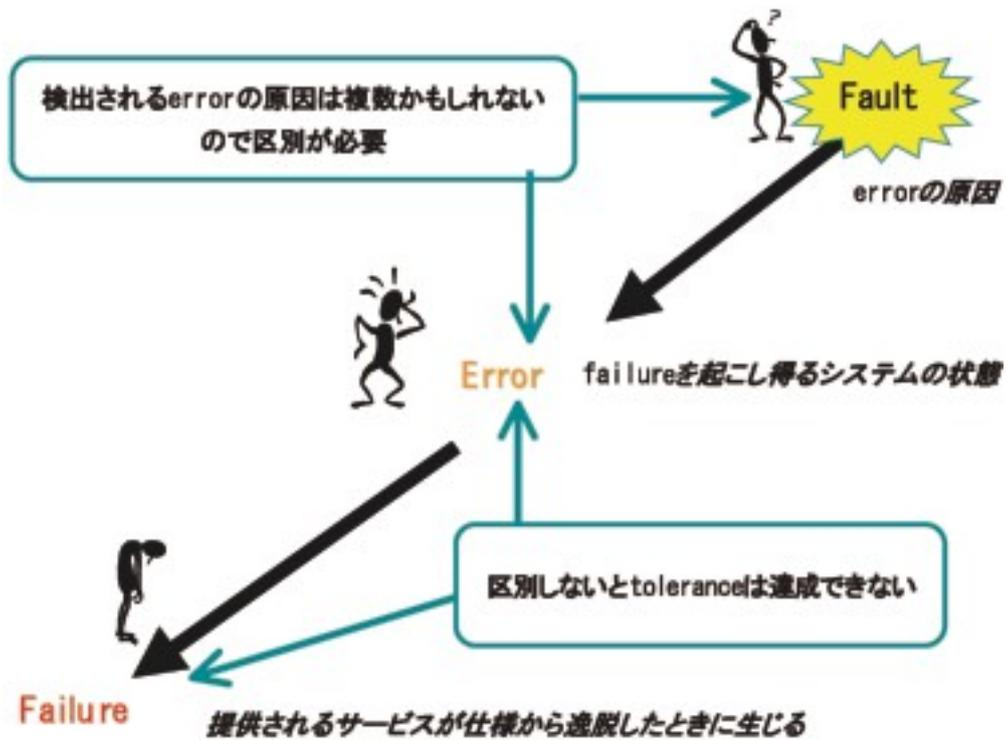 ?
検出されるerrorの原因は複数かもしれない
ので区別が必要
Fault
errorの原因
Error
failureを起こし得るシステムの状態
区別しないとtoleranceは達成できない
Failure
提供されるサービスが仕様から逸脱したときに生じる